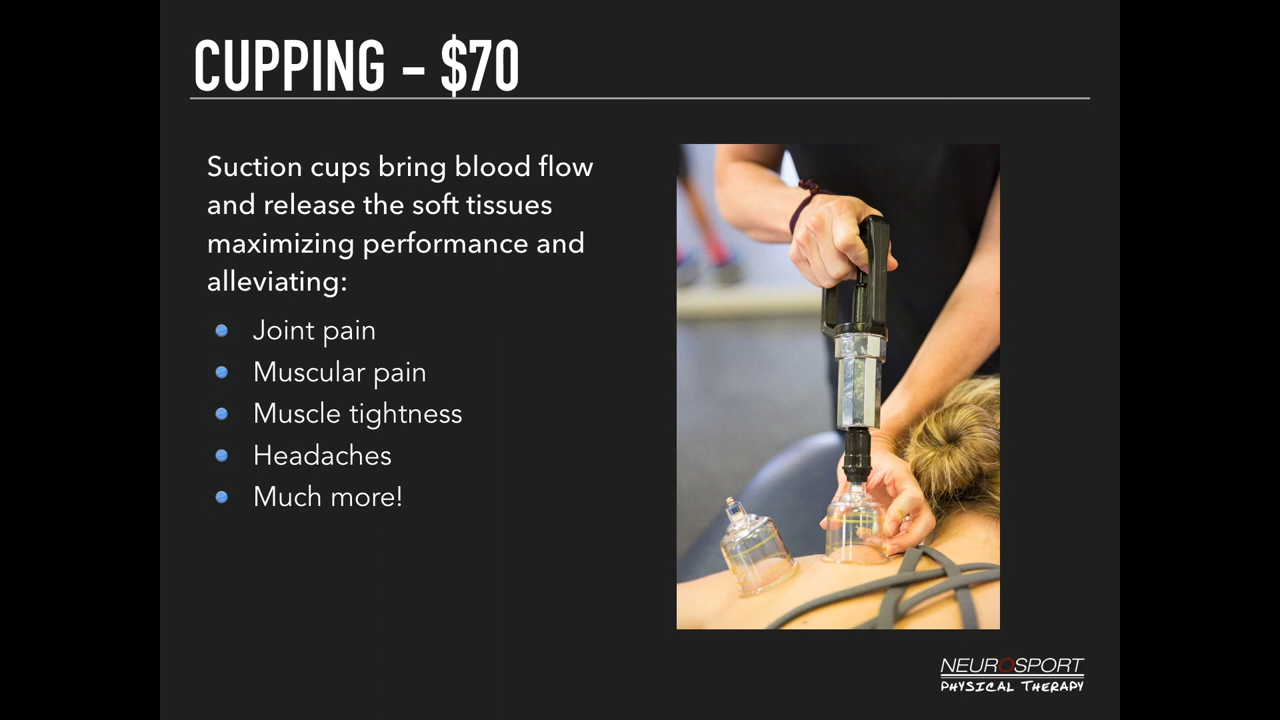 CUPPING – $70
Suction cups bring blood flow
and release the soft tissues
maximizing performance and
alleviating:
Joint pain
Muscular pain
Muscle tightness
Headaches
Much more!
NEUROSPORT
PHYSICAL THERAPY